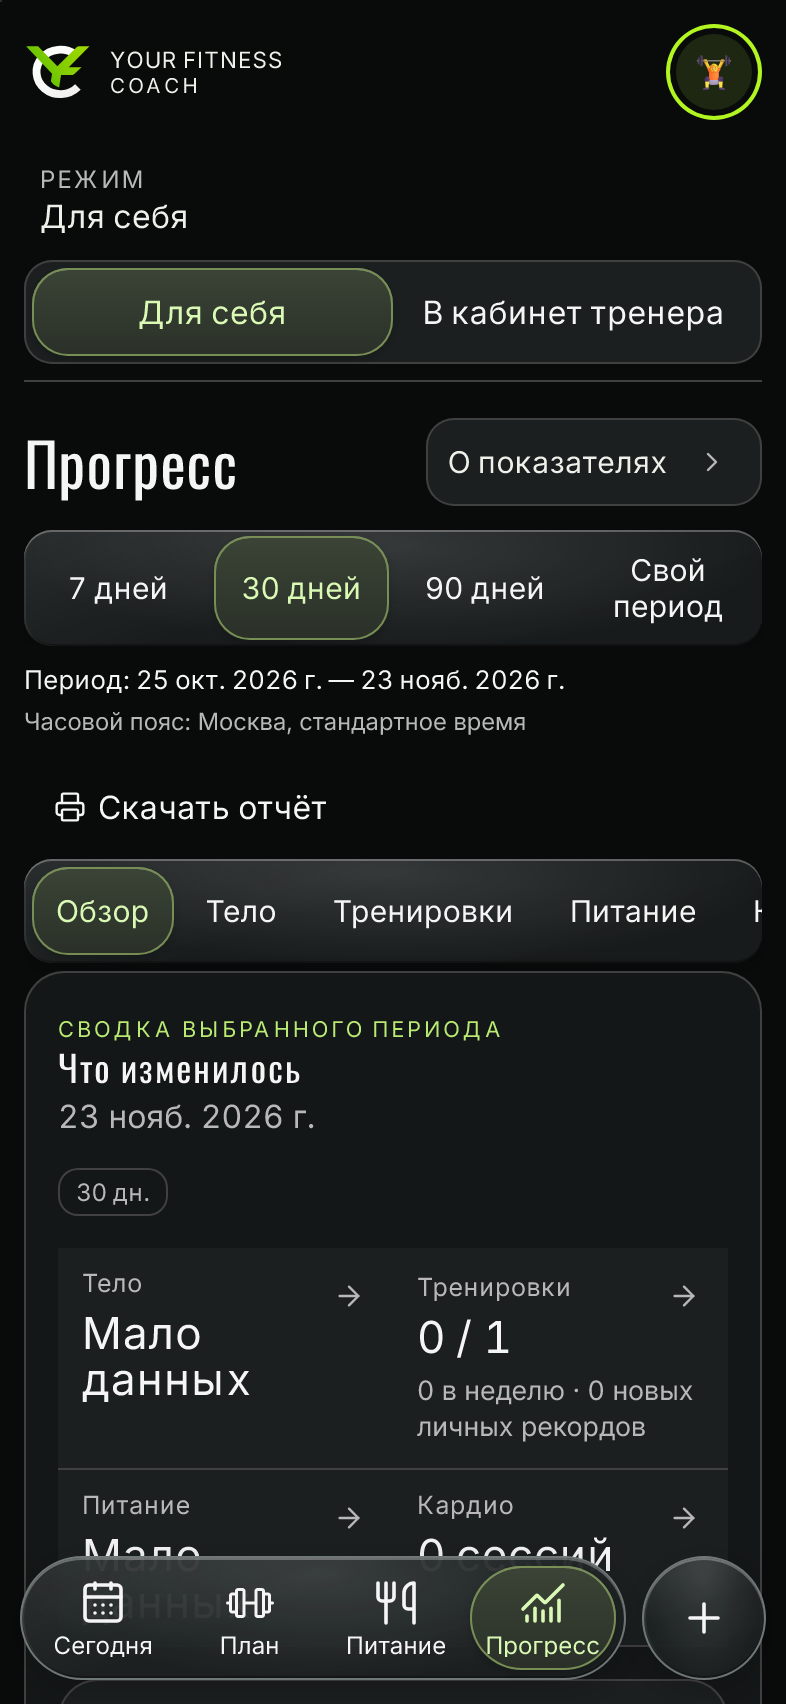 YOUR FITNESS
COACH
РЕЖИМ
Для себя
Для себя
В кабинет тренера
Прогресс
О показателях
7 дней
30 дней
90 дней
Свой
период
Период: 25 окт. 2026 г. — 23 нояб. 2026 г.
Часовой пояс: Москва, стандартное время
Скачать отчёт
Обзор
Тело
Тренировки
Питание
СВОДКА ВЫБРАННОГО ПЕРИОДА
Что изменилось
23 нояб. 2026 г.
30 дн.
Тело
Мало
данных
Тренировки
0 / 1
0 в неделю · 0 новых
личных рекордов
Питание
Мало
Кардио
0 сессий
Сегодня
План
Питание
Прогресс